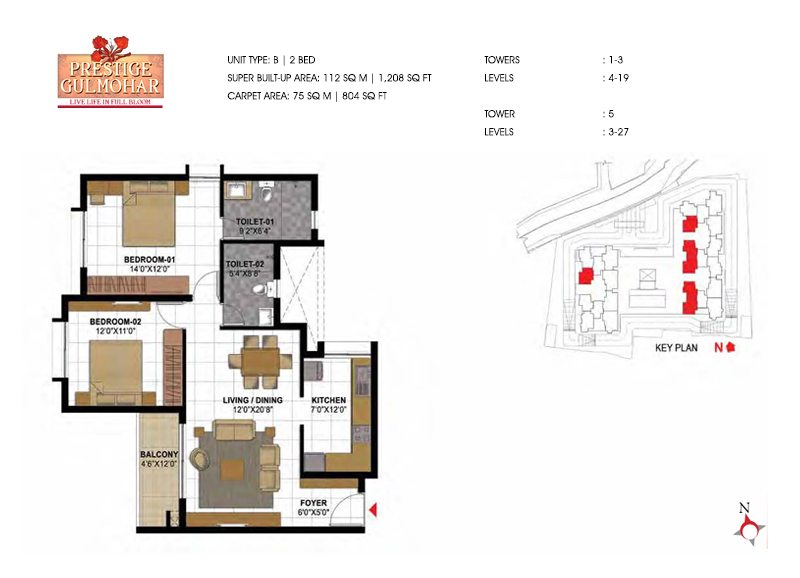 PRESTIGE
GULMOHAR
LIVE LIFE IN FULL BLOOM
UNIT TYPE: B | 2 BED
SUPER BUILT-UP AREA: 112 SQ M | 1,208 SQ FT
CARPET AREA: 75 SQ M | 804 SQ FT
TOWERS : 1-3
LEVELS : 4-19
TOWER : 5
LEVELS : 3-27
TOILET-01
9'2"X6'4"
BEDROOM-01
14'0"X12'0"
TOILET-02
5'4"X8'8"
BEDROOM-02
12'0"X11'0"
LIVING / DINING
12'0"X20'8"
KITCHEN
7'0"X12'0"
BALCONY
4'6"X12'0"
FOYER
6'0"X5'0"
KEY PLAN N
N